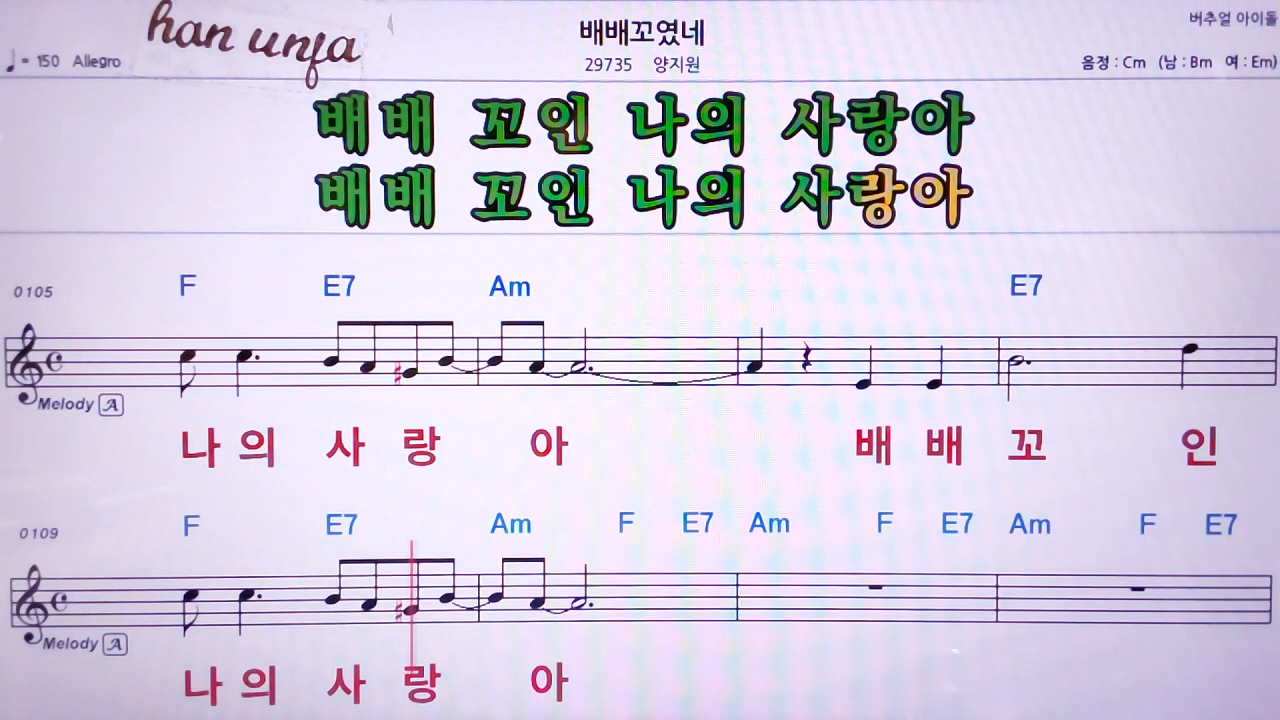 han unfa
배배꼬였네
버추얼 아이돌
♩= 150 Allegro
29735 양지원
음정 : Cm (남 : Bm 여 : Em)
배배 꼬인 나의 사랑아
배배 꼬인 나의 사랑아
0105 F E7 Am E7
Melody A
나 의 사 랑 아 배 배 꼬 인
0109 F E7 Am F E7 Am F E7 Am F E7
Melody A
나 의 사 랑 아